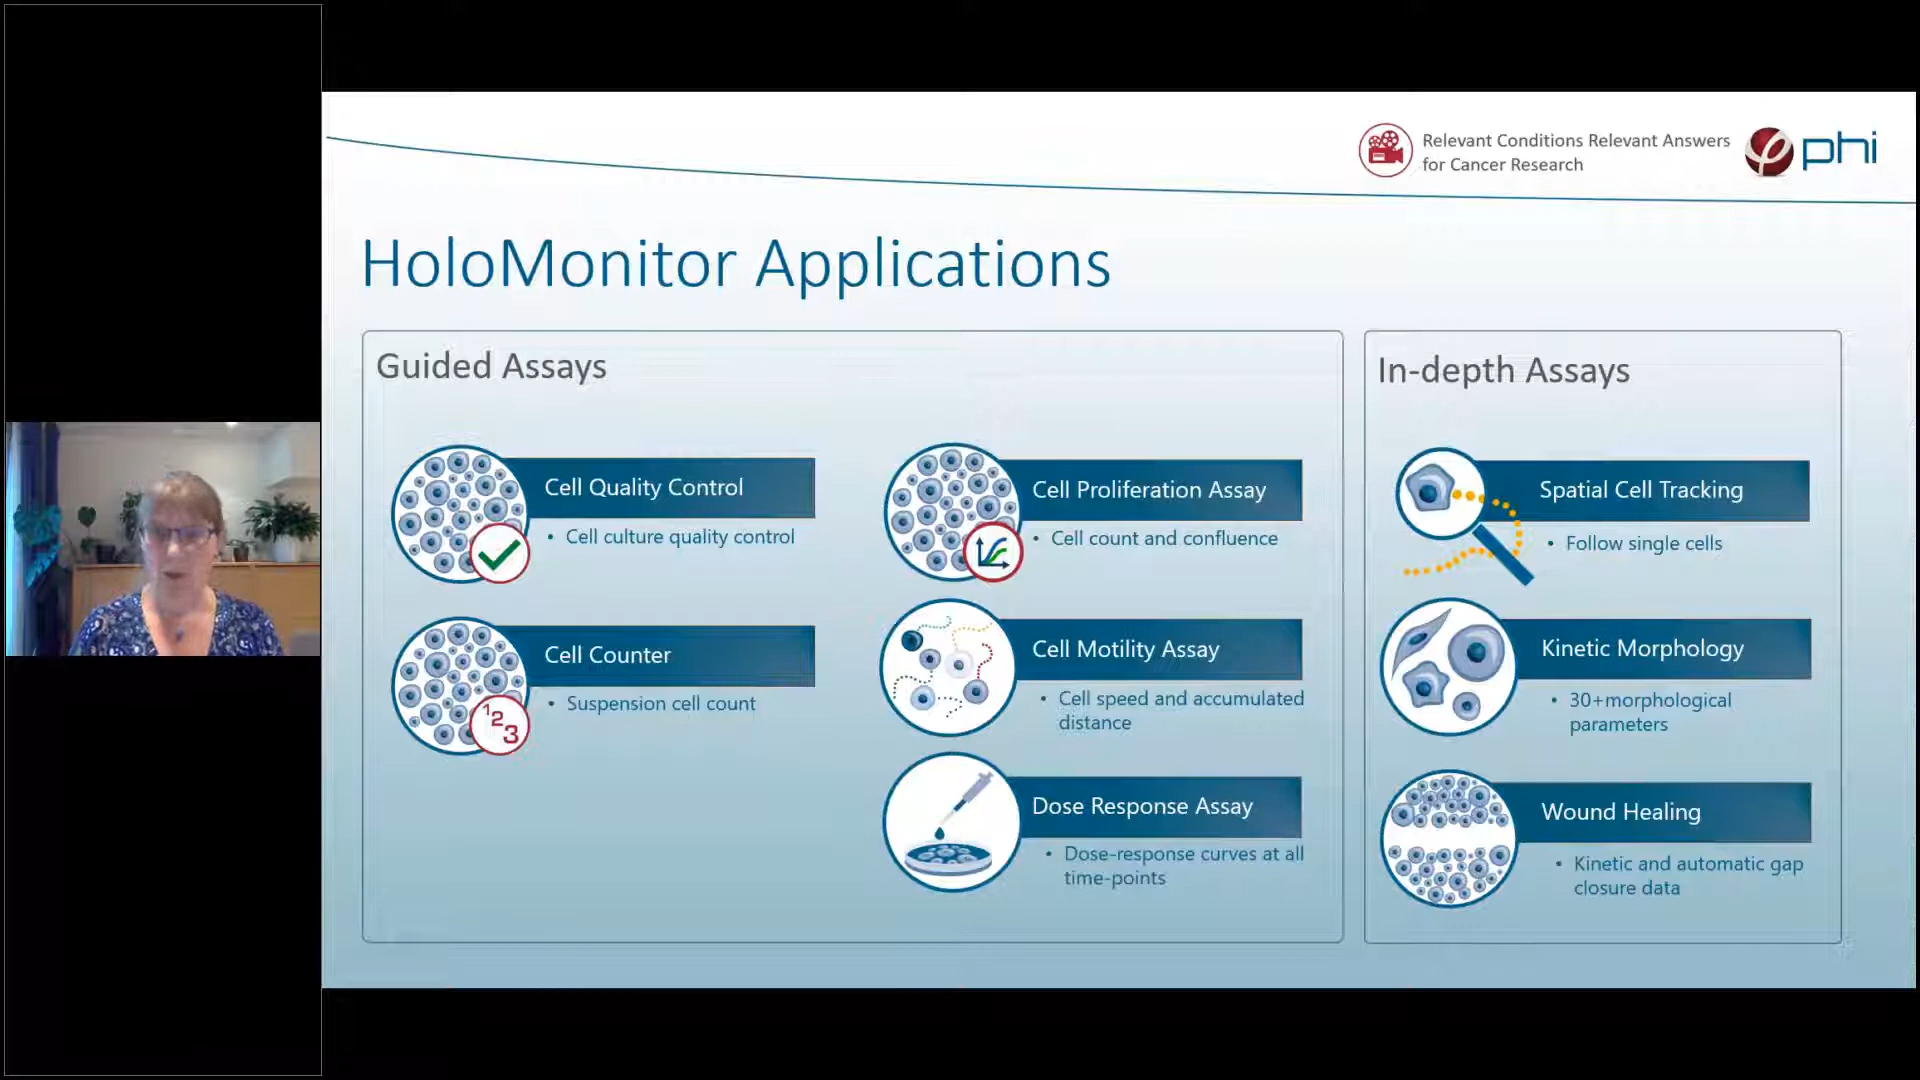 Relevant Conditions Relevant Answers
for Cancer Research
phi
HoloMonitor Applications
Guided Assays
Cell Quality Control
• Cell culture quality control
Cell Counter
• Suspension cell count
123
Cell Proliferation Assay
• Cell count and confluence
Cell Motility Assay
• Cell speed and accumulated
distance
Dose Response Assay
• Dose-response curves at all
time-points
In-depth Assays
Spatial Cell Tracking
• Follow single cells
Kinetic Morphology
• 30+morphological
parameters
Wound Healing
• Kinetic and automatic gap
closure data